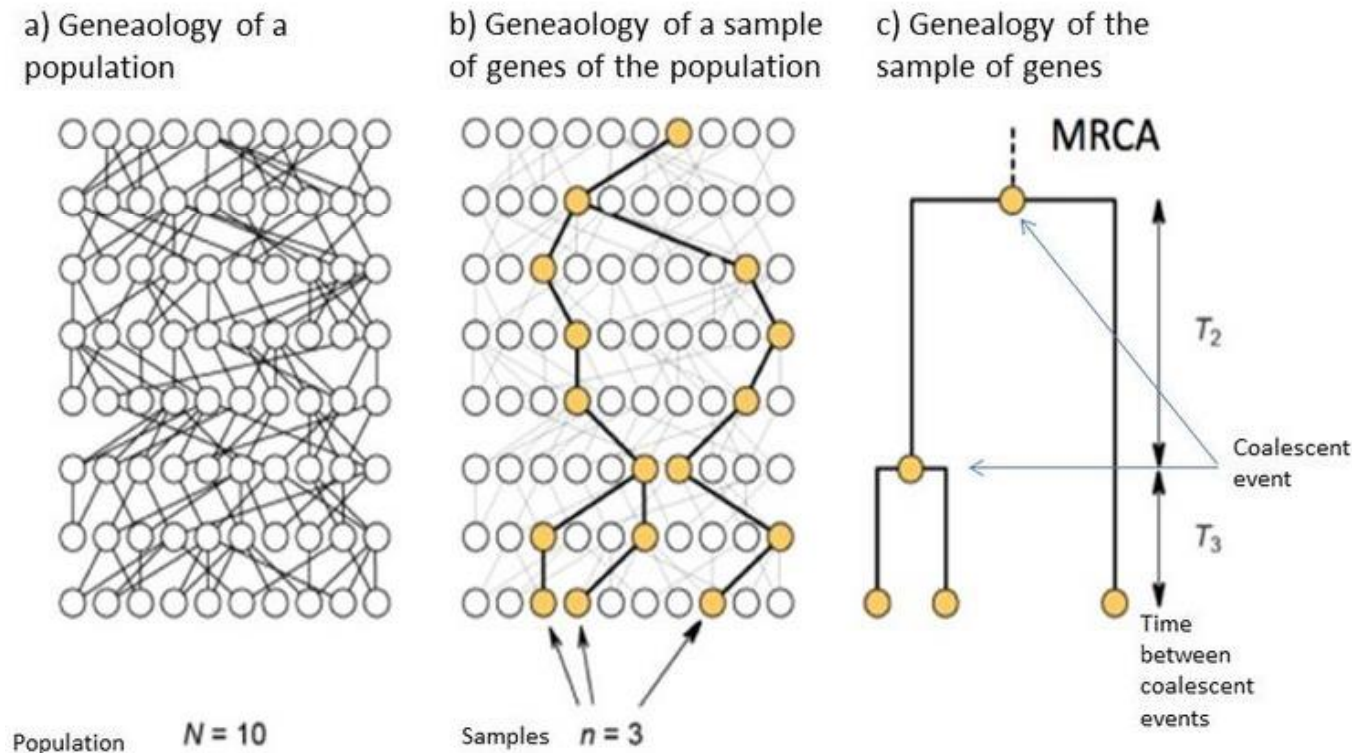 a) Geneaology of a
population
b) Geneaology of a sample
of genes of the population
c) Genealogy of the
sample of genes
MRCA
T2
Coalescent
event
T3
Time
between
coalescent
events
Population N = 10
Samples n = 3